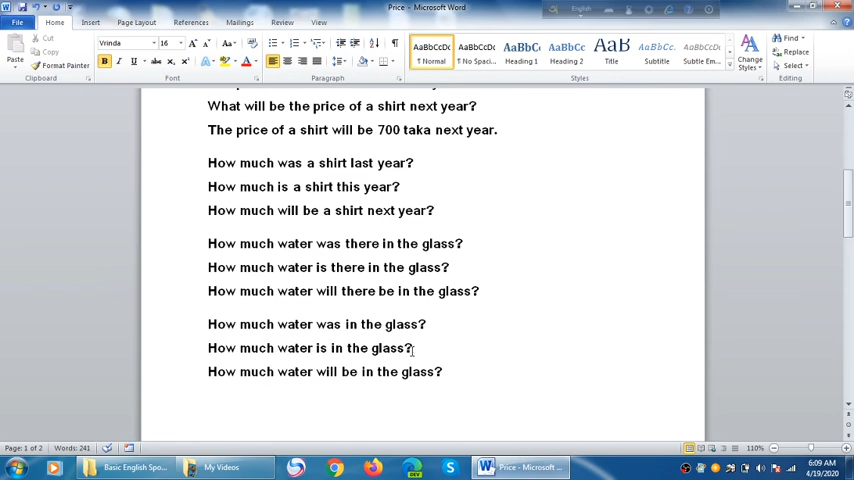 Price - Microsoft Word
English
File Home Insert Page Layout References Mailings Review View
Cut
Copy
Format Painter
Paste
Clipboard
Vrinda 16
Font
Paragraph
AaBbCcDc AaBbCcDc AaBbC AaBbCc AaB AaBbCc. AaBbCcDc
¶ Normal ¶ No Spaci... Heading 1 Heading 2 Title Subtitle Subtle Em...
Change Styles
Styles
Find
Replace
Select
Editing
What will be the price of a shirt next year?
The price of a shirt will be 700 taka next year.
How much was a shirt last year?
How much is a shirt this year?
How much will be a shirt next year?
How much water was there in the glass?
How much water is there in the glass?
How much water will there be in the glass?
How much water was in the glass?
How much water is in the glass?
How much water will be in the glass?
Page: 1 of 2 Words: 241 110%
Basic English Spo... My Videos Price - Microsoft ... 6:09 AM
4/19/2020